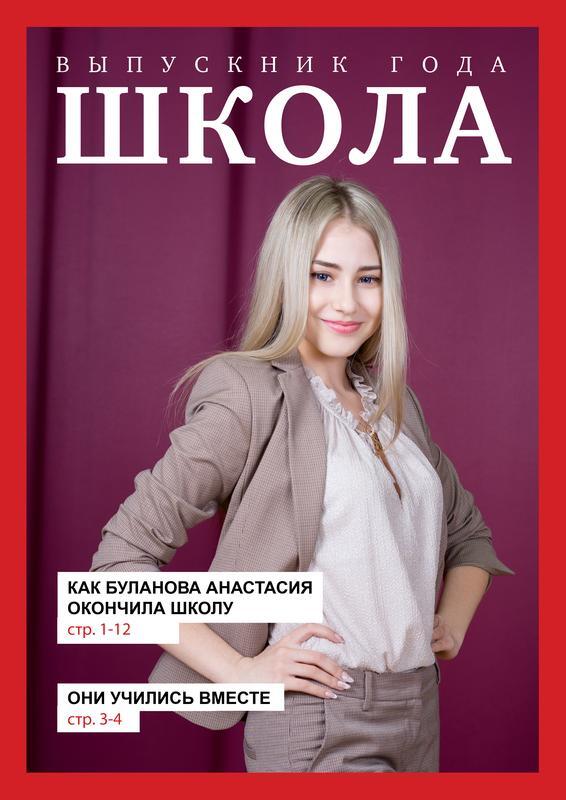 ВЫПУСКНИК ГОДА
ШКОЛА
КАК БУЛАНОВА АНАСТАСИЯ
ОКОНЧИЛА ШКОЛУ
стр. 1-12
ОНИ УЧИЛИСЬ ВМЕСТЕ
стр. 3-4